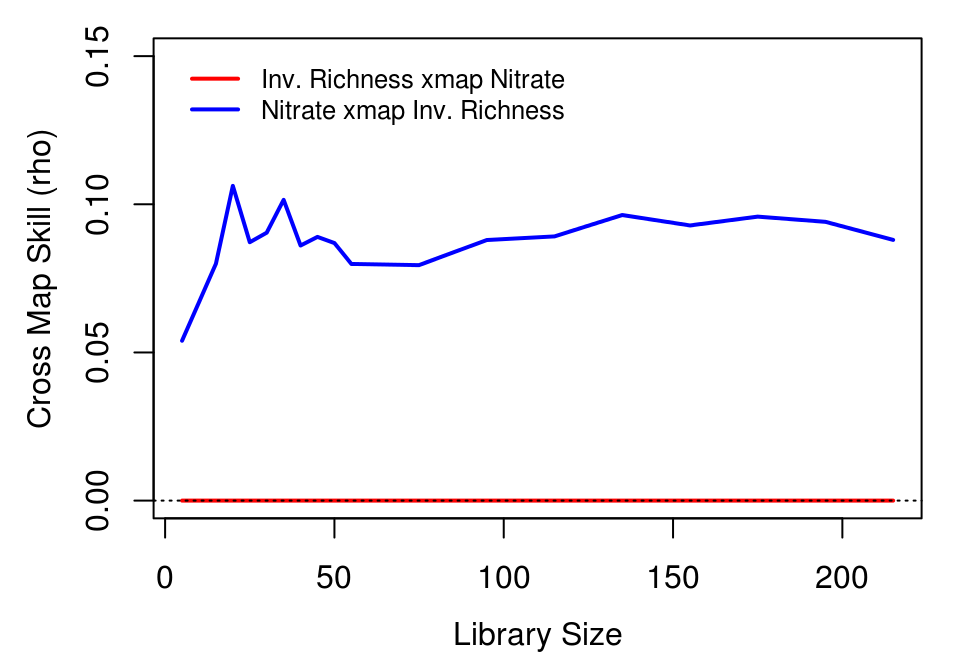 Inv. Richness xmap Nitrate
Nitrate xmap Inv. Richness
Cross Map Skill (rho)
0.15
0.10
0.05
0.00
0 50 100 150 200
Library Size